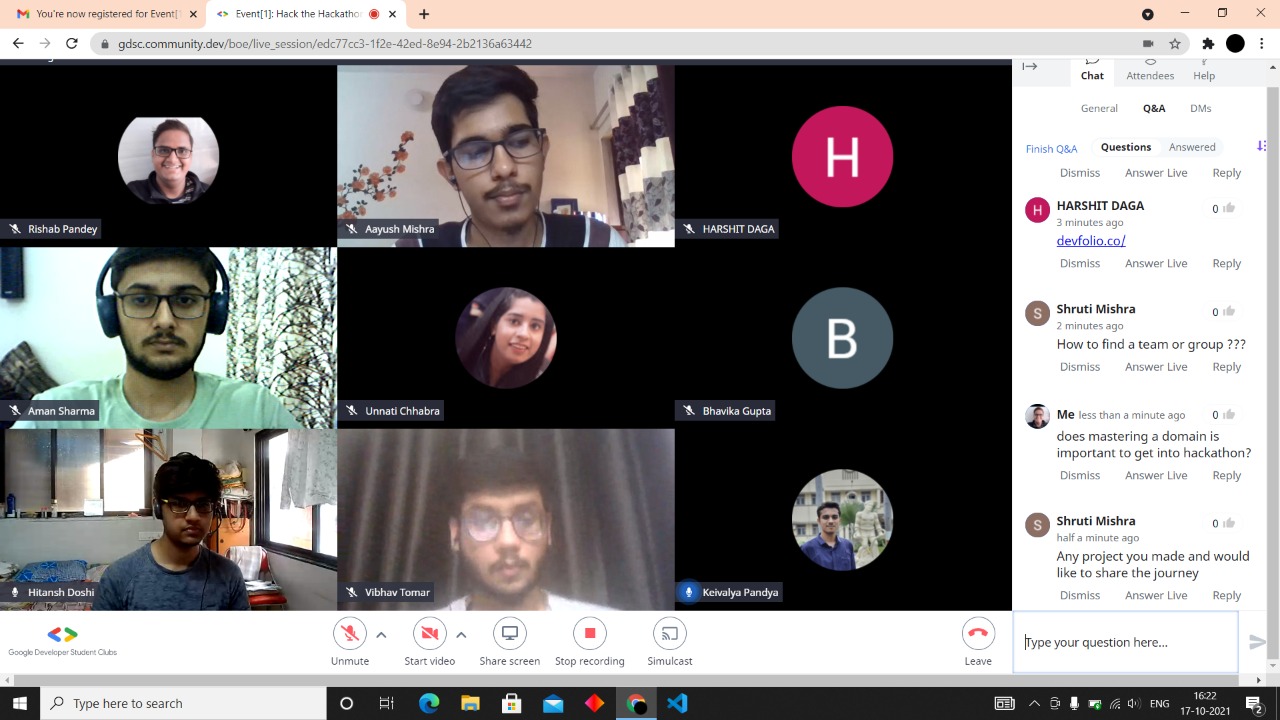 You're now registered for Event[
Event[1]: Hack the Hackathon
gdsc.community.dev/boe/live_session/edc77cc3-1f2e-42ed-8e94-2b2136a63442
Rishab Pandey
Aayush Mishra
H
HARSHIT DAGA
Aman Sharma
Unnati Chhabra
B
Bhavika Gupta
Hitansh Doshi
Vibhav Tomar
Keivalya Pandya
Google Developer Student Clubs
Unmute
Start video
Share screen
Stop recording
Simulcast
Leave
Chat
Attendees
Help
General
Q&A
DMs
Finish Q&A
Questions
Answered
Dismiss Answer Live Reply
H
HARSHIT DAGA
0
3 minutes ago
devfolio.co/
Dismiss Answer Live Reply
S
Shruti Mishra
0
2 minutes ago
How to find a team or group ???
Dismiss Answer Live Reply
Me less than a minute ago
0
does mastering a domain is
important to get into hackathon?
Dismiss Answer Live Reply
S
Shruti Mishra
0
half a minute ago
Any project you made and would
like to share the journey
Dismiss Answer Live Reply
Type your question here...
Type here to search
ENG
16:22
17-10-2021
2